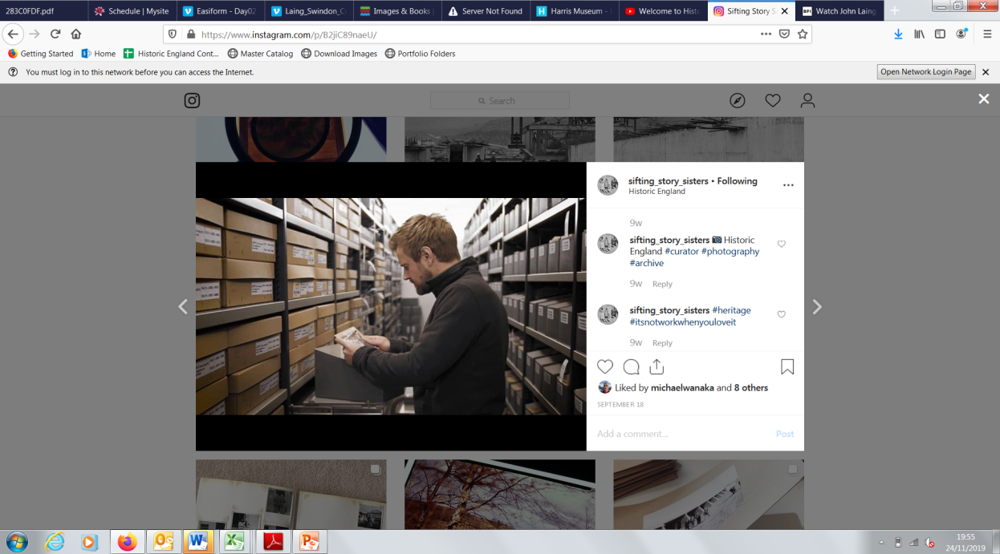 283C0FDF.pdf
Schedule | Mysite
Easiform - Day02
Laing_Swindon_C
Images & Books |
Server Not Found
Harris Museum -
Welcome to Hist
Sifting Story S
BFI Watch John Laing
https://www.instagram.com/p/B2jiC89naeU/
Getting Started
Home
Historic England Cont...
Master Catalog
Download Images
Portfolio Folders
You must log in to this network before you can access the Internet.
Open Network Login Page
Search
sifting_story_sisters • Following
Historic England
9w
sifting_story_sisters 📷 Historic
England #curator #photography
#archive
9w Reply
sifting_story_sisters #heritage
#itsnotworkwhenyouloveit
9w Reply
Liked by michaelwanaka and 8 others
SEPTEMBER 18
Add a comment...
Post
19:55
24/11/2019